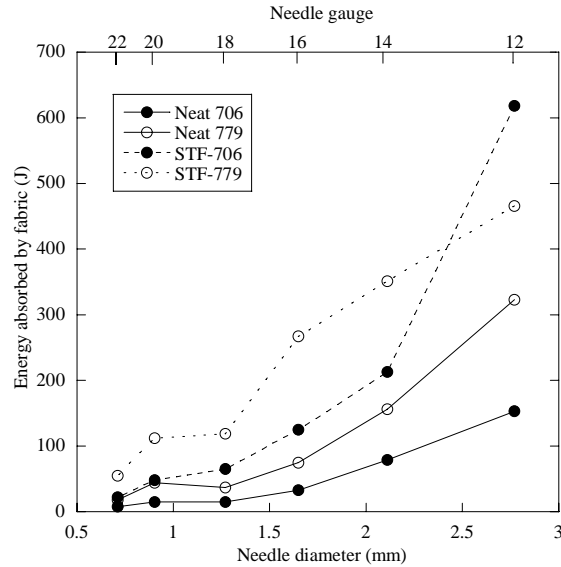 Needle gauge
22 20 18 16 14 12
700
600
500
400
300
200
100
0
Energy absorbed by fabric (J)
Neat 706
Neat 779
STF-706
STF-779
0.5 1 1.5 2 2.5 3
Needle diameter (mm)